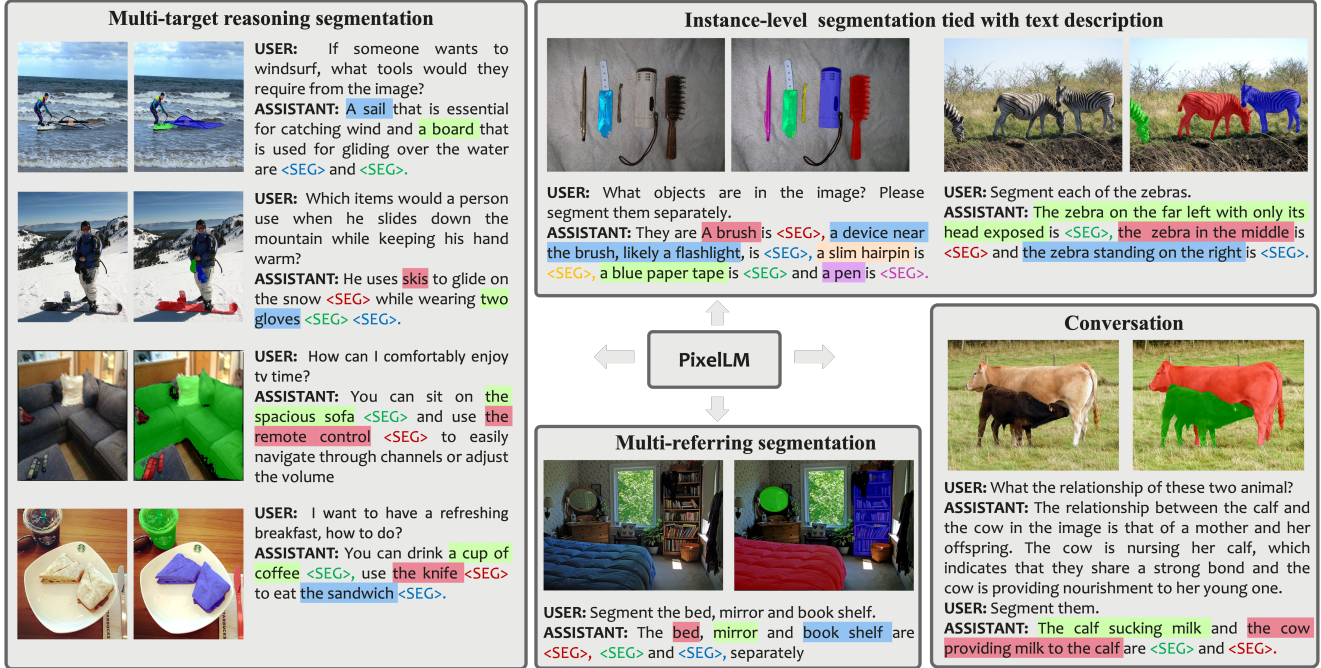 Multi-target reasoning segmentation
USER: If someone wants to
windsurf, what tools would they
require from the image?
ASSISTANT: A sail that is essential
for catching wind and a board that
is used for gliding over the water
are <SEG> and <SEG>.
USER: Which items would a person
use when he slides down the
mountain while keeping his hand
warm?
ASSISTANT: He uses skis to glide on
the snow <SEG> while wearing two
gloves <SEG> <SEG>.
USER: How can I comfortably enjoy
tv time?
ASSISTANT: You can sit on the
spacious sofa <SEG> and use the
remote control <SEG> to easily
navigate through channels or adjust
the volume
USER: I want to have a refreshing
breakfast, how to do?
ASSISTANT: You can drink a cup of
coffee <SEG>, use the knife <SEG>
to eat the sandwich <SEG>.
Instance-level segmentation tied with text description
USER: What objects are in the image? Please
segment them separately.
ASSISTANT: They are A brush is <SEG>, a device near
the brush, likely a flashlight, is <SEG>, a slim hairpin is
<SEG>, a blue paper tape is <SEG> and a pen is <SEG>.
USER: Segment each of the zebras.
ASSISTANT: The zebra on the far left with only its
head exposed is <SEG>, the zebra in the middle is
<SEG> and the zebra standing on the right is <SEG>.
PixelLM
Multi-referring segmentation
USER: Segment the bed, mirror and book shelf.
ASSISTANT: The bed, mirror and book shelf are
<SEG>, <SEG> and <SEG>, separately
Conversation
USER: What the relationship of these two animal?
ASSISTANT: The relationship between the calf and
the cow in the image is that of a mother and her
offspring. The cow is nursing her calf, which
indicates that they share a strong bond and the
cow is providing nourishment to her young one.
USER: Segment them.
ASSISTANT: The calf sucking milk and the cow
providing milk to the calf are <SEG> and <SEG>.